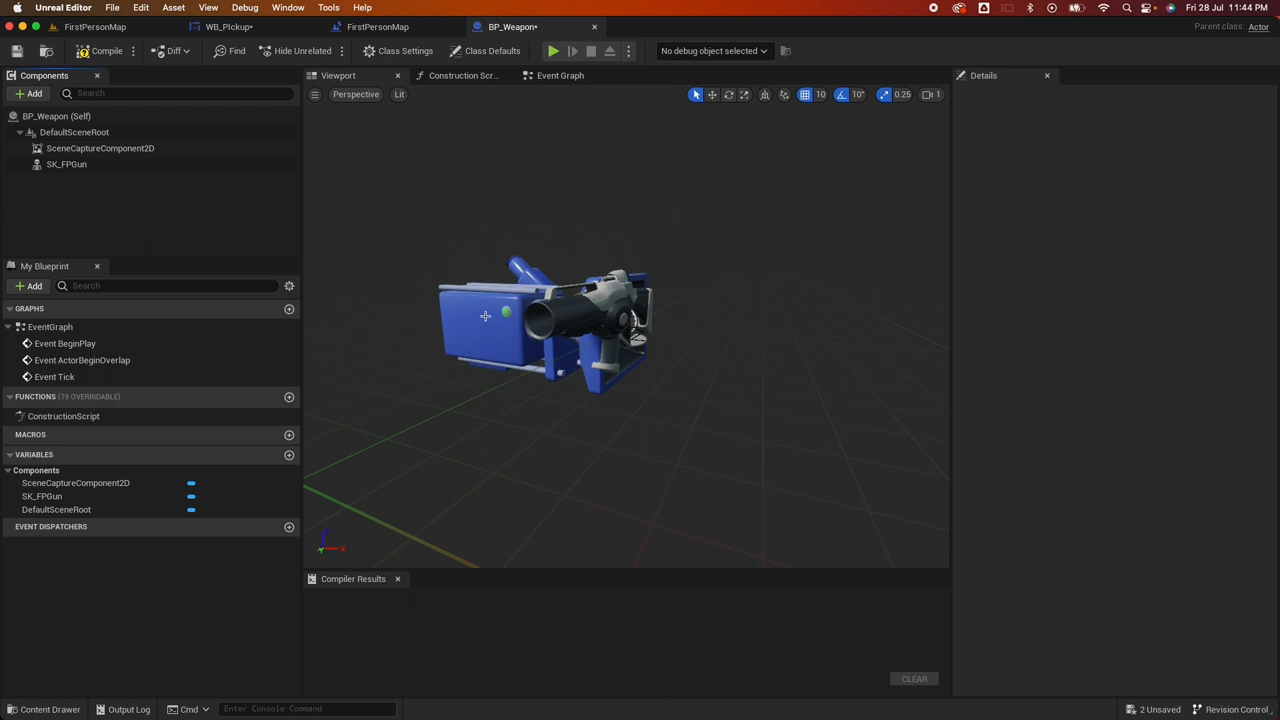 Unreal Editor File Edit Asset View Debug Window Tools Help Fri 28 Jul 11:44 PM
FirstPersonMap WB_PIckup* FirstPersonMap BP_Weapon* Parent class: Actor
Compile Diff Find Hide Unrelated Class Settings Class Defaults No debug object selected
Components Viewport Construction Scr... Event Graph Details
+ Add Search Perspective Lit 10 10° 0.25 1
BP_Weapon (Self)
DefaultSceneRoot
SceneCaptureComponent2D
SK_FPGun
My Blueprint
+ Add Search
GRAPHS
EventGraph
Event BeginPlay
Event ActorBeginOverlap
Event Tick
FUNCTIONS (19 OVERRIDABLE)
ConstructionScript
MACROS
VARIABLES
Components
SceneCaptureComponent2D
SK_FPGun
DefaultSceneRoot
EVENT DISPATCHERS
Z
Y X
Compiler Results
CLEAR
Content Drawer Output Log Cmd Enter Console Command 2 Unsaved Revision Control